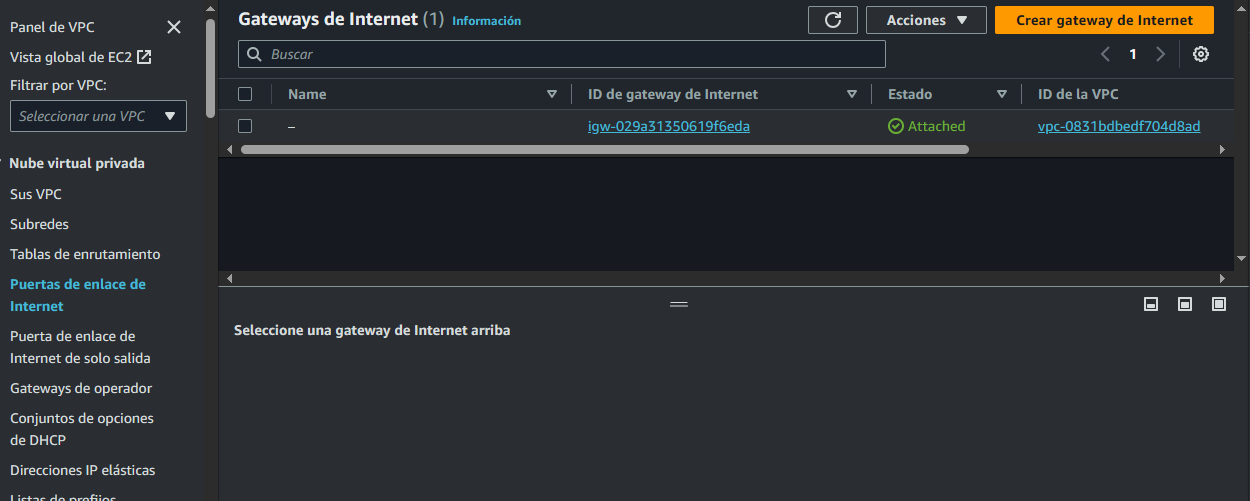 Panel de VPC
Vista global de EC2
Filtrar por VPC:
Seleccionar una VPC
Nube virtual privada
Sus VPC
Subredes
Tablas de enrutamiento
Puertas de enlace de
Internet
Puerta de enlace de
Internet de solo salida
Gateways de operador
Conjuntos de opciones
de DHCP
Direcciones IP elásticas
Listas de prefijos
Gateways de Internet (1) Información
Acciones
Crear gateway de Internet
Buscar
1
Name ID de gateway de Internet Estado ID de la VPC
– igw-029a31350619f6eda Attached vpc-0831bdbedf704d8ad
Seleccione una gateway de Internet arriba